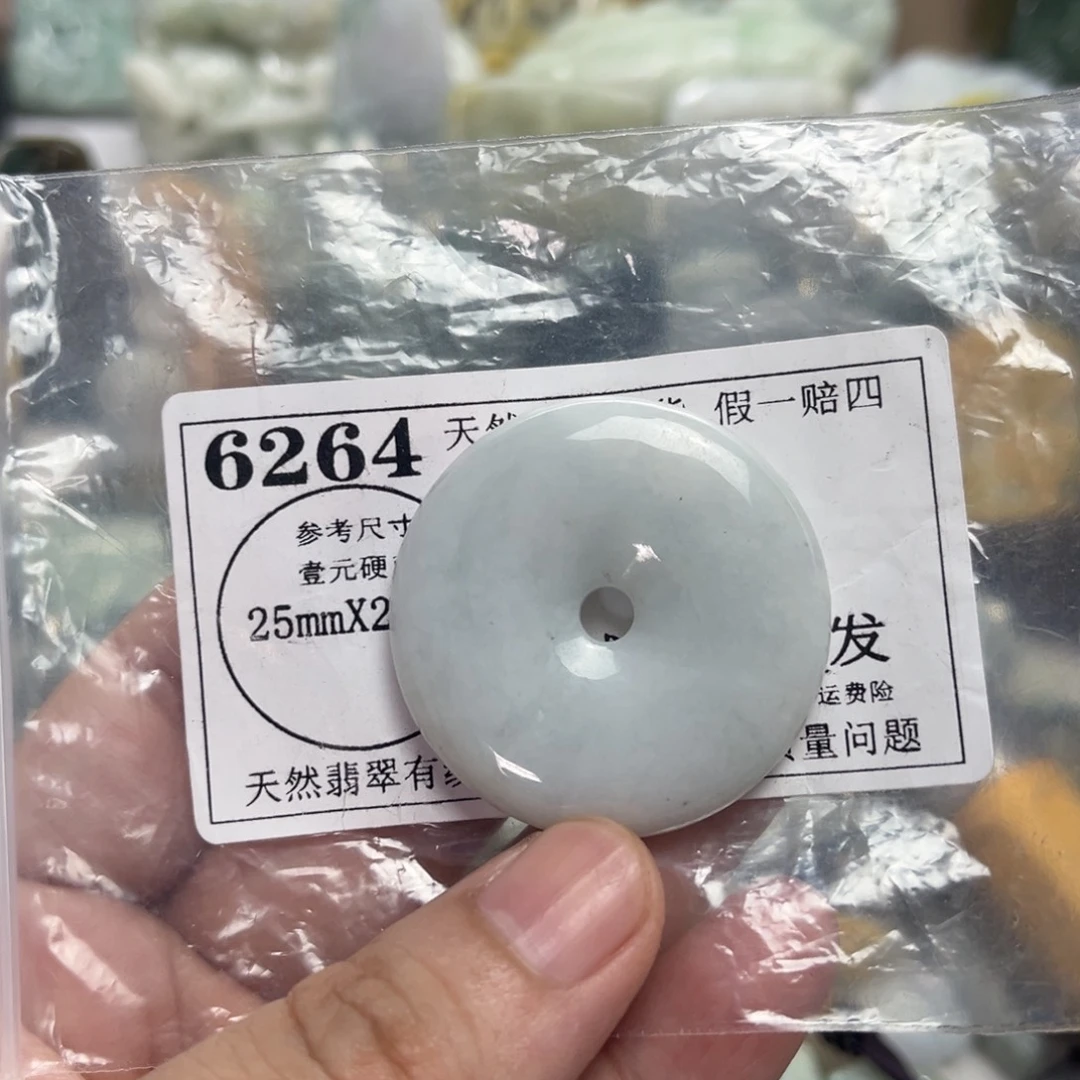 6264 天然 假一赔四
参考尺寸
壹元硬
25mmX2
发
运费险
天然翡翠有 量问题